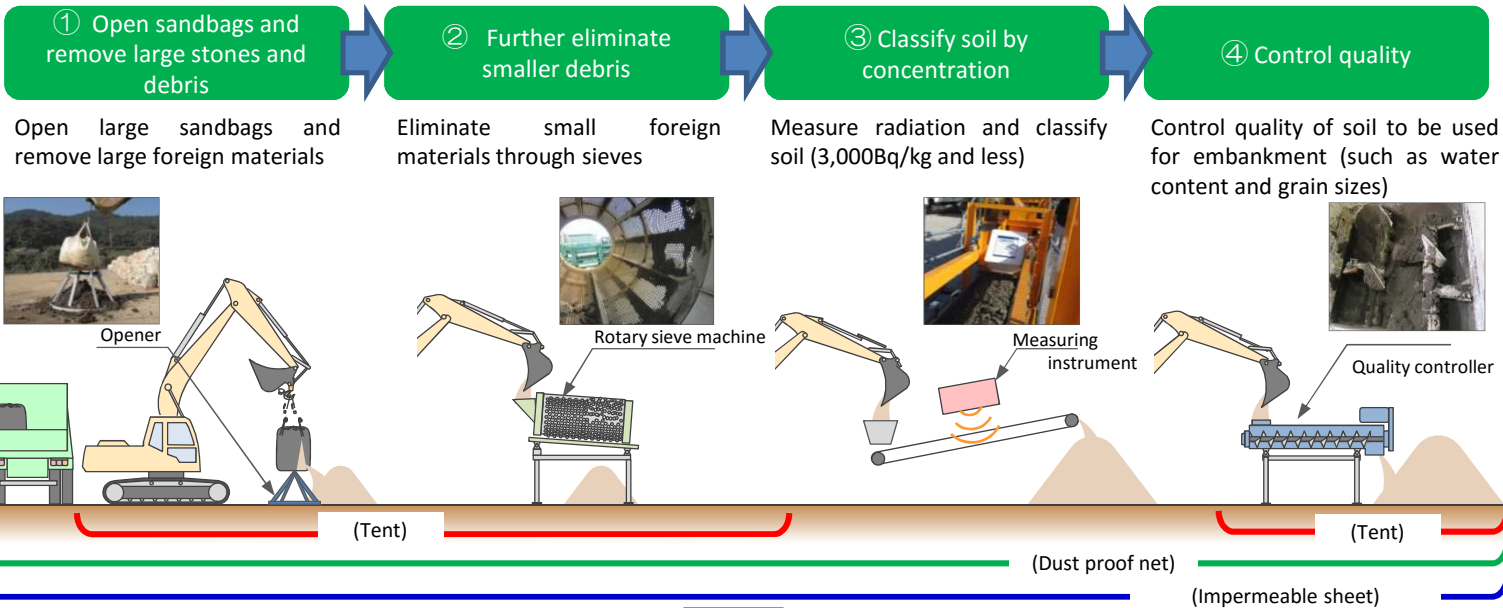 ① Open sandbags and
remove large stones and
debris
② Further eliminate
smaller debris
③ Classify soil by
concentration
④ Control quality
Open large sandbags and
remove large foreign materials
Eliminate small foreign
materials through sieves
Measure radiation and classify
soil (3,000Bq/kg and less)
Control quality of soil to be used
for embankment (such as water
content and grain sizes)
Opener
Rotary sieve machine
Measuring
instrument
Quality controller
(Tent)
(Tent)
(Dust proof net)
(Impermeable sheet)